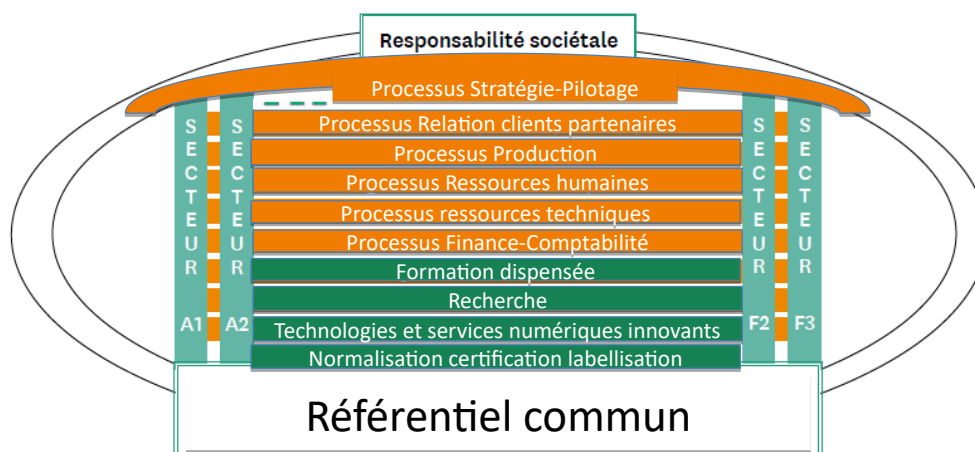 Responsabilité sociétale
Processus Stratégie-Pilotage
Processus Relation clients partenaires
Processus Production
Processus Ressources humaines
Processus ressources techniques
Processus Finance-Comptabilité
Formation dispensée
Recherche
Technologies et services numériques innovants
Normalisation certification labellisation
SECTEUR A1
SECTEUR A2
SECTEUR F2
SECTEUR F3
Référentiel commun